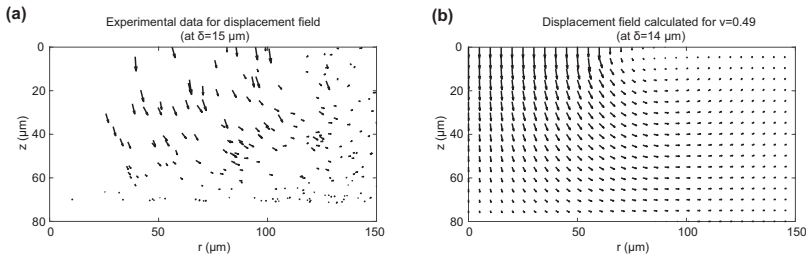 (a)
Experimental data for displacement field
(at δ=15 μm)
0
20
40
60
80
z (μm)
0
50
100
150
r (μm)
(b)
Displacement field calculated for ν=0.49
(at δ=14 μm)
0
20
40
60
80
z (μm)
0
50
100
150
r (μm)